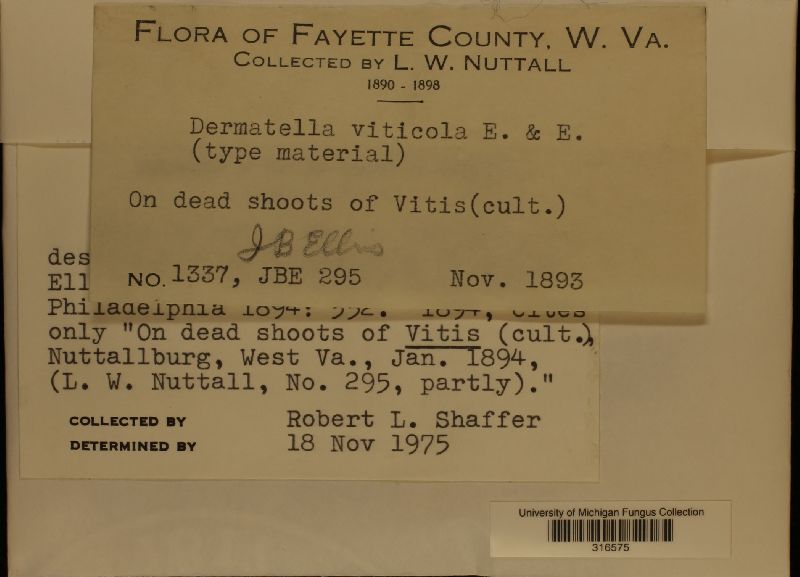 FLORA OF FAYETTE COUNTY, W. VA.
COLLECTED BY L. W. NUTTALL
1890 - 1898
Dermatella viticola E. & E.
(type material)
On dead shoots of Vitis(cult.)
J B Ellis
NO. 1337, JBE 295 Nov. 1893
des
Ell
Philadelphia 1894: 352. 1894, cites
only "On dead shoots of Vitis (cult.),
Nuttallburg, West Va., Jan. 1894,
(L. W. Nuttall, No. 295, partly)."
COLLECTED BY Robert L. Shaffer
DETERMINED BY 18 Nov 1975
University of Michigan Fungus Collection
316575